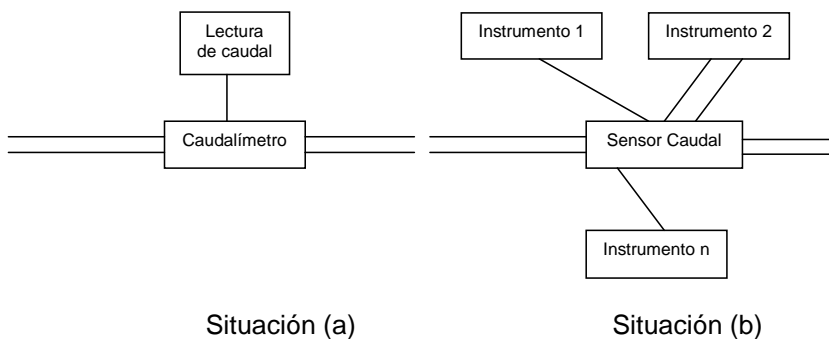 Lectura
de caudal
Caudalímetro
Situación (a)
Instrumento 1
Instrumento 2
Sensor Caudal
Instrumento n
Situación (b)